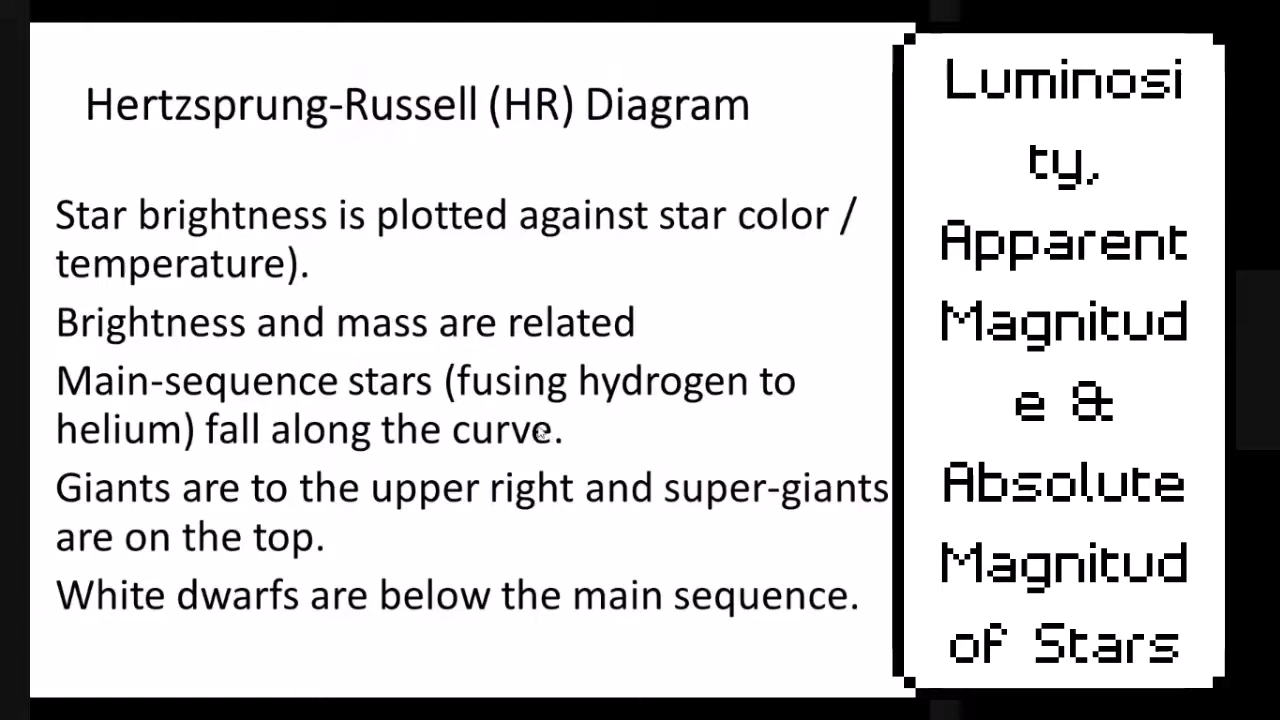 Hertzsprung-Russell (HR) Diagram
Star brightness is plotted against star color /
temperature).
Brightness and mass are related
Main-sequence stars (fusing hydrogen to
helium) fall along the curve.
Giants are to the upper right and super-giants
are on the top.
White dwarfs are below the main sequence.
Luminosi
ty,
Apparent
Magnitud
e &
Absolute
Magnitud
of Stars